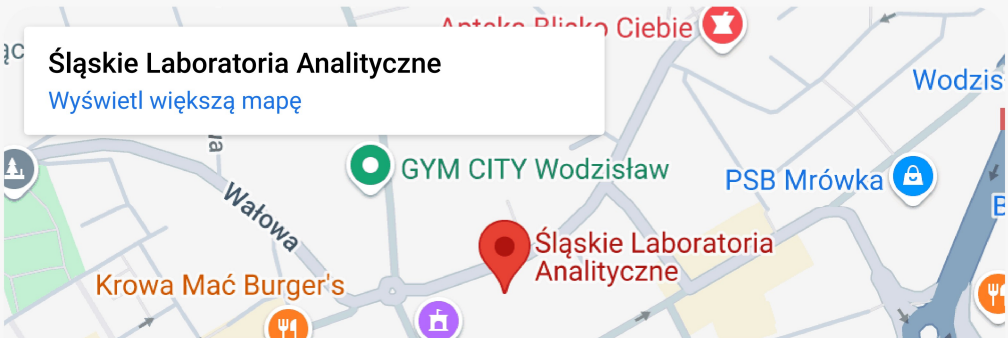 Apteka Blisko Ciebie
Śląskie Laboratoria Analityczne
Wyświetl większą mapę
Wodzis
GYM CITY Wodzisław
PSB Mrówka
Wałowa
Śląskie Laboratoria
Analityczne
Krowa Mać Burger's